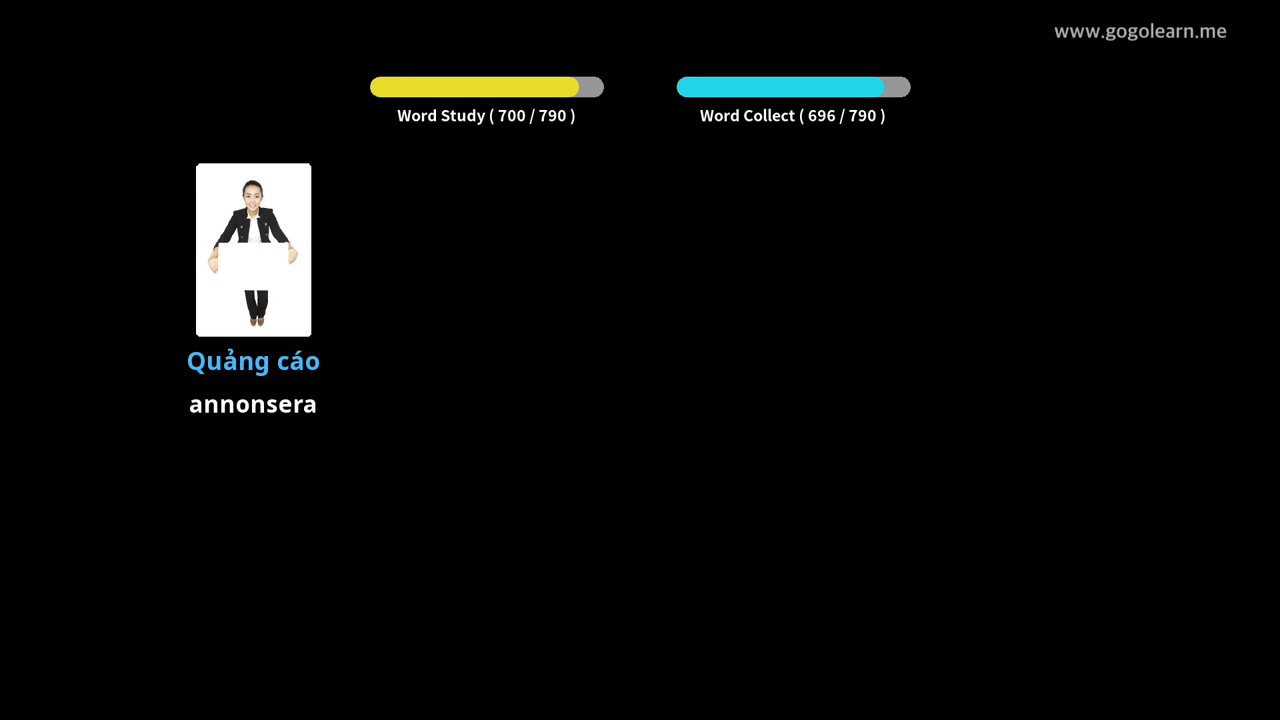 www.gogolearn.me
Word Study ( 700 / 790 )
Word Collect ( 696 / 790 )
Quảng cáo
annonsera